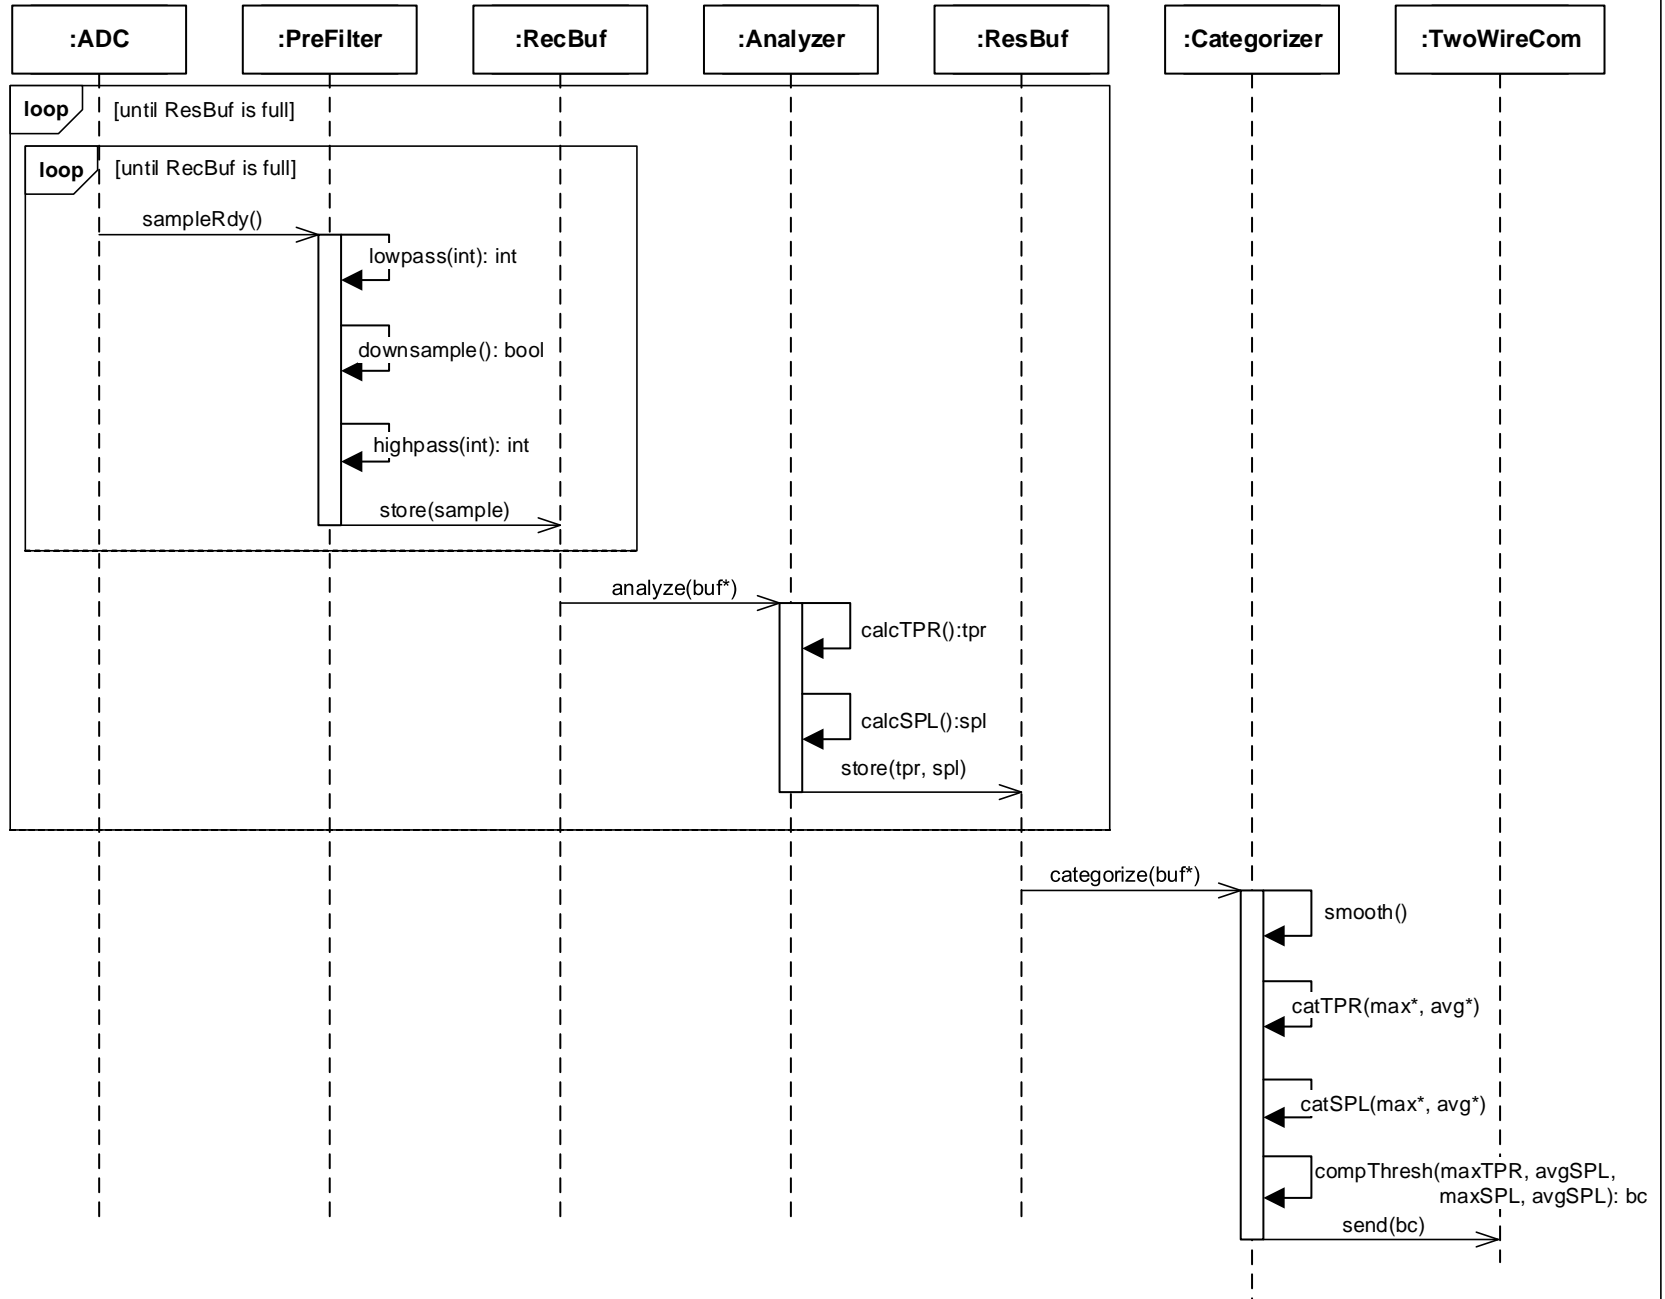 :ADC
:PreFilter
:RecBuf
:Analyzer
:ResBuf
:Categorizer
:TwoWireCom
loop
[until ResBuf is full]
loop
[until RecBuf is full]
sampleRdy()
lowpass(int): int
downsample(): bool
highpass(int): int
store(sample)
analyze(buf*)
calcTPR():tpr
calcSPL():spl
store(tpr, spl)
categorize(buf*)
smooth()
catTPR(max*, avg*)
catSPL(max*, avg*)
compThresh(maxTPR, avgSPL,
maxSPL, avgSPL): bc
send(bc)